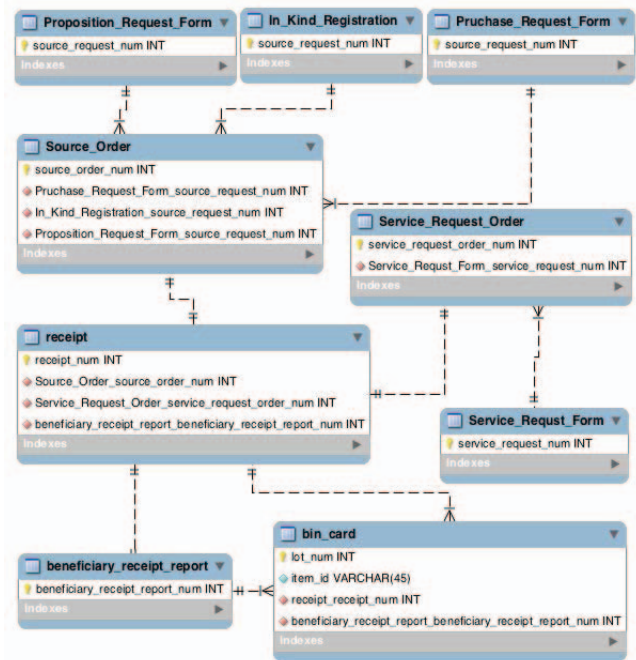 Proposition_Request_Form
source_request_num INT
Indexes
In_Kind_Registration
source_request_num INT
Indexes
Pruchase_Request_Form
source_request_num INT
Indexes
Source_Order
source_order_num INT
Pruchase_Request_Form_source_request_num INT
In_Kind_Registration_source_request_num INT
Proposition_Request_Form_source_request_num INT
Indexes
Service_Request_Order
service_request_order_num INT
Service_Requst_Form_service_request_num INT
Indexes
receipt
receipt_num INT
Source_Order_source_order_num INT
Service_Request_Order_service_request_order_num INT
beneficiary_receipt_report_beneficiary_receipt_report_num INT
Indexes
Service_Requst_Form
service_request_num INT
Indexes
beneficiary_receipt_report
beneficiary_receipt_report_num INT
Indexes
bin_card
lot_num INT
item_id VARCHAR(45)
receipt_receipt_num INT
beneficiary_receipt_report_beneficiary_receipt_report_num INT
Indexes